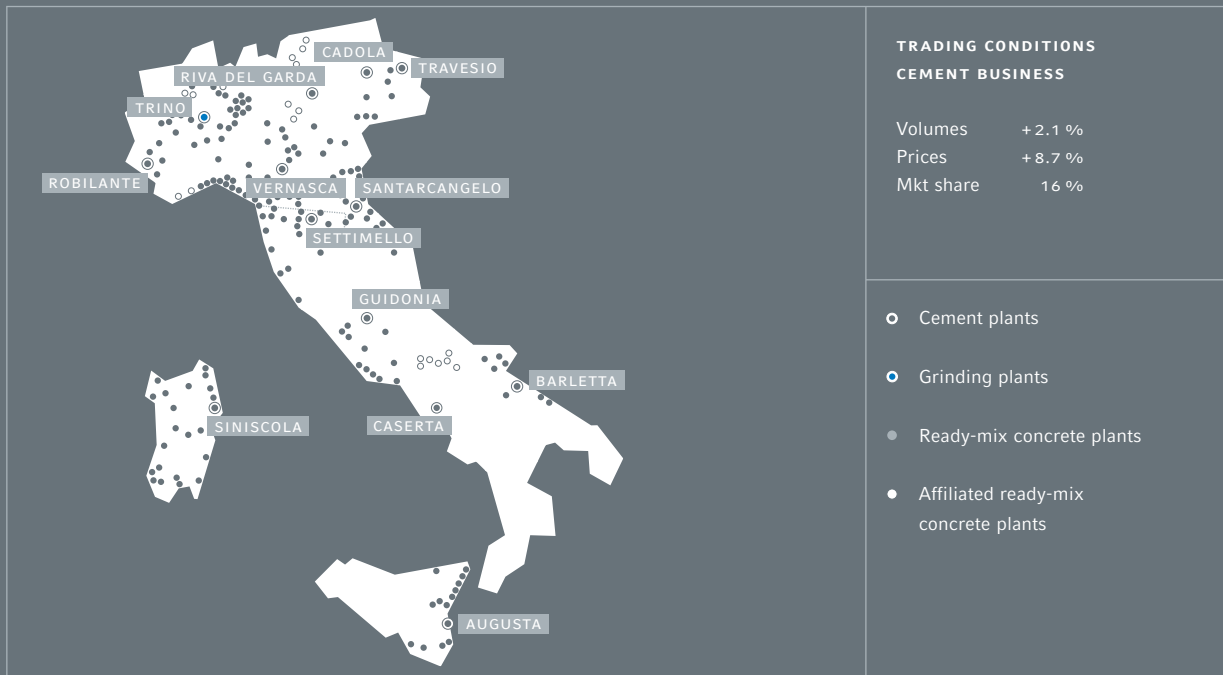 CADOLA
TRAVESIO
RIVA DEL GARDA
TRINO
ROBILANTE
VERNASCA
SANTARCANGELO
SETTIMELLO
GUIDONIA
BARLETTA
SINISCOLA
CASERTA
AUGUSTA
TRADING CONDITIONS
CEMENT BUSINESS
Volumes +2.1 %
Prices +8.7 %
Mkt share 16 %
Cement plants
Grinding plants
Ready-mix concrete plants
Affiliated ready-mix
concrete plants